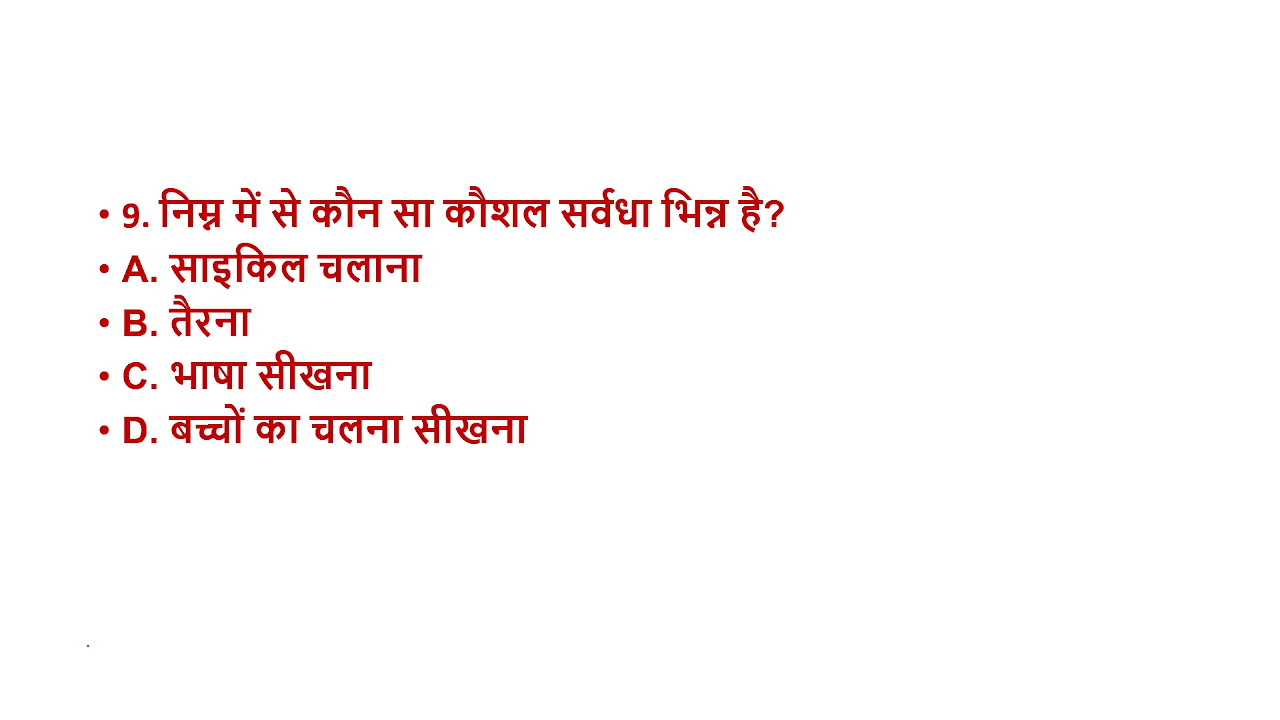 • 9. निम्न में से कौन सा कौशल सर्वधा भिन्न है?
• A. साइकिल चलाना
• B. तैरना
• C. भाषा सीखना
• D. बच्चों का चलना सीखना